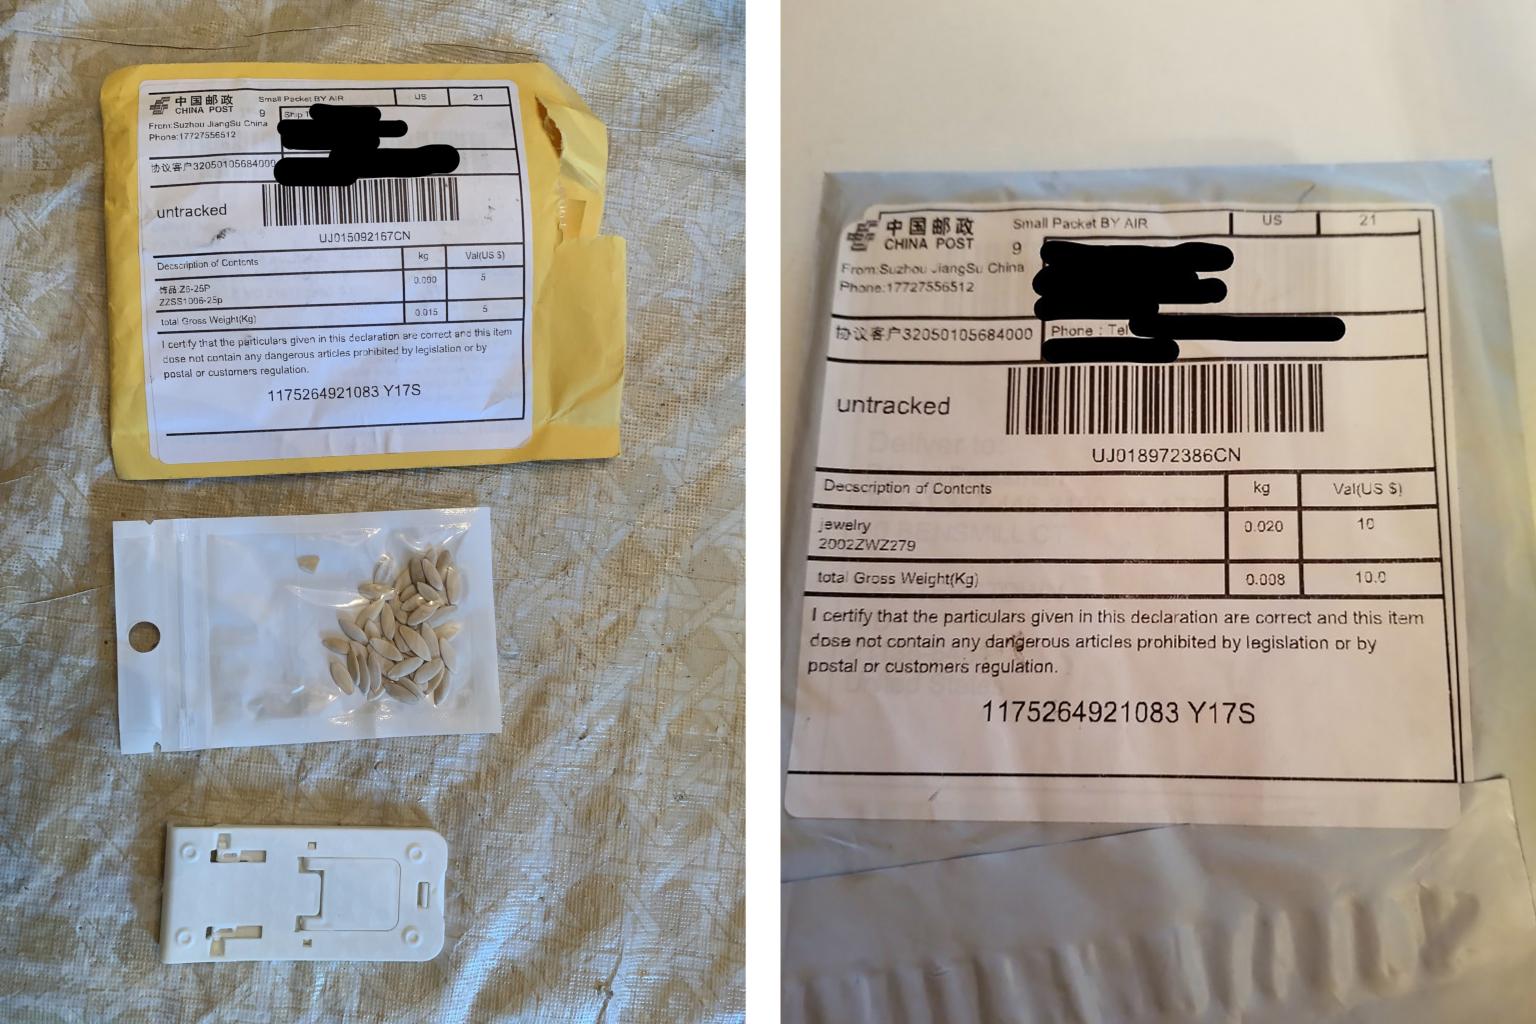 中国邮政
CHINA POST
Small Packet BY AIR
US
21
9
Ship
From:Suzhou JiangSu China
Phone:17727556512
协议客户32050105684000
untracked
UJ015092167CN
Decscription of Contcnts
kg
Val(US $)
饰品 Z6-25P
ZZSS1006-25p
0.000
5
total Gross Weight(Kg)
0.015
5
I certify that the particulars given in this declaration are correct and this item
dose not contain any dangerous articles prohibited by legislation or by
postal or customers regulation.
1175264921083 Y17S
中国邮政
CHINA POST
Small Packet BY AIR
US
21
9
From:Suzhou JiangSu China
Phone:17727556512
协议客户32050105684000
Phone : Tel
untracked
Deliver to:
UJ018972386CN
Decscription of Contcnts
kg
Val(US $)
jewelry
2002ZWZ279
0.020
10
total Gross Weight(Kg)
0.008
10.0
I certify that the particulars given in this declaration are correct and this item
dose not contain any dangerous articles prohibited by legislation or by
postal or customers regulation.
1175264921083 Y17S